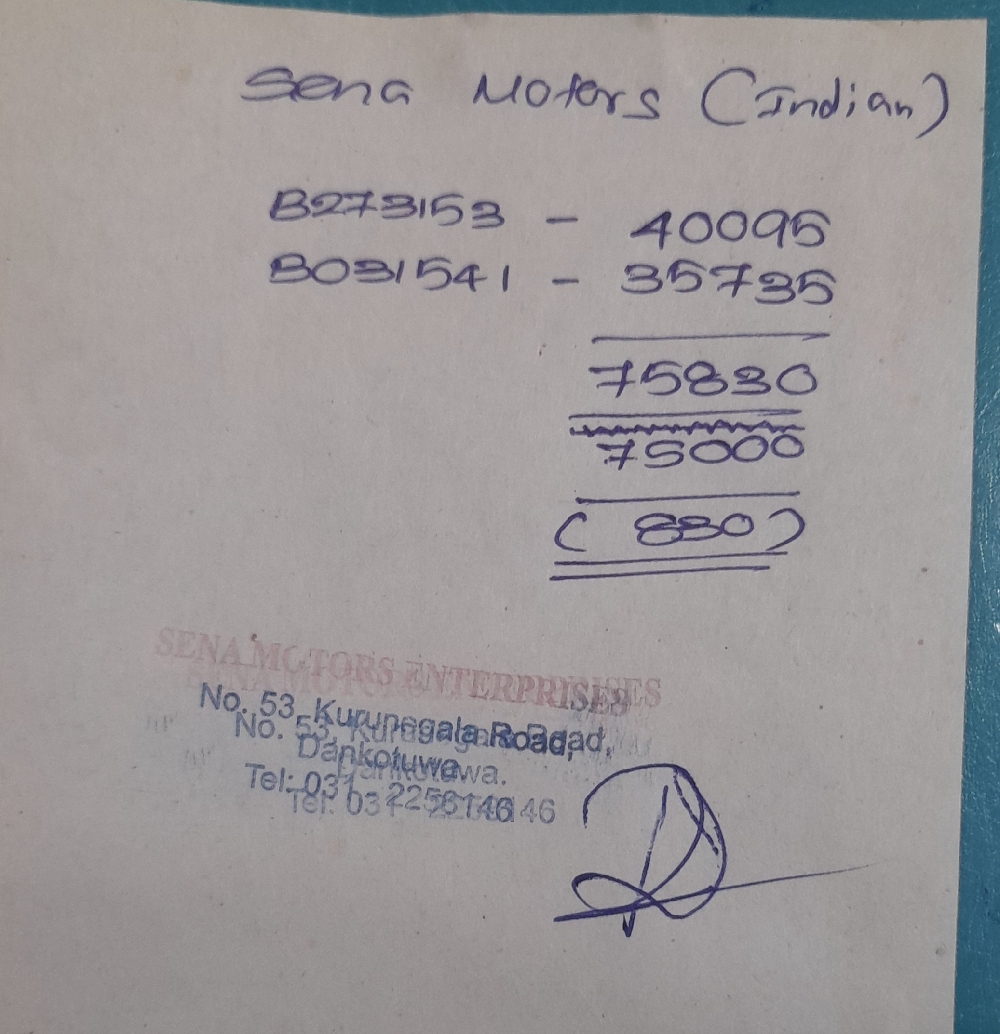 Sena Motors (Indian)
B273153 - 40095
B031541 - 35735
75830
75000
( 830 )
SENA MOTORS ENTERPRISES
No. 53, Kurunegala Road,
Dankotuwa.
Tel: 031 - 2256146